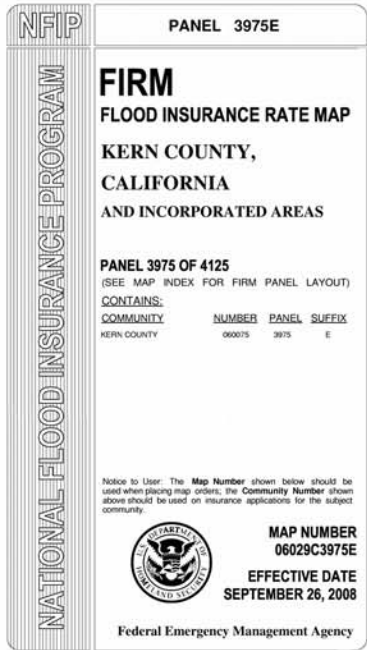 NFIP
PANEL 3975E
NATIONAL FLOOD INSURANCE PROGRAM
FIRM
FLOOD INSURANCE RATE MAP
KERN COUNTY,
CALIFORNIA
AND INCORPORATED AREAS
PANEL 3975 OF 4125
(SEE MAP INDEX FOR FIRM PANEL LAYOUT)
CONTAINS:
COMMUNITY NUMBER PANEL SUFFIX
KERN COUNTY 060075 3975 E
Notice to User: The Map Number shown below should be
used when placing map orders; the Community Number shown
above should be used on insurance applications for the subject
community.
U.S. DEPARTMENT OF HOMELAND SECURITY
MAP NUMBER
06029C3975E
EFFECTIVE DATE
SEPTEMBER 26, 2008
Federal Emergency Management Agency